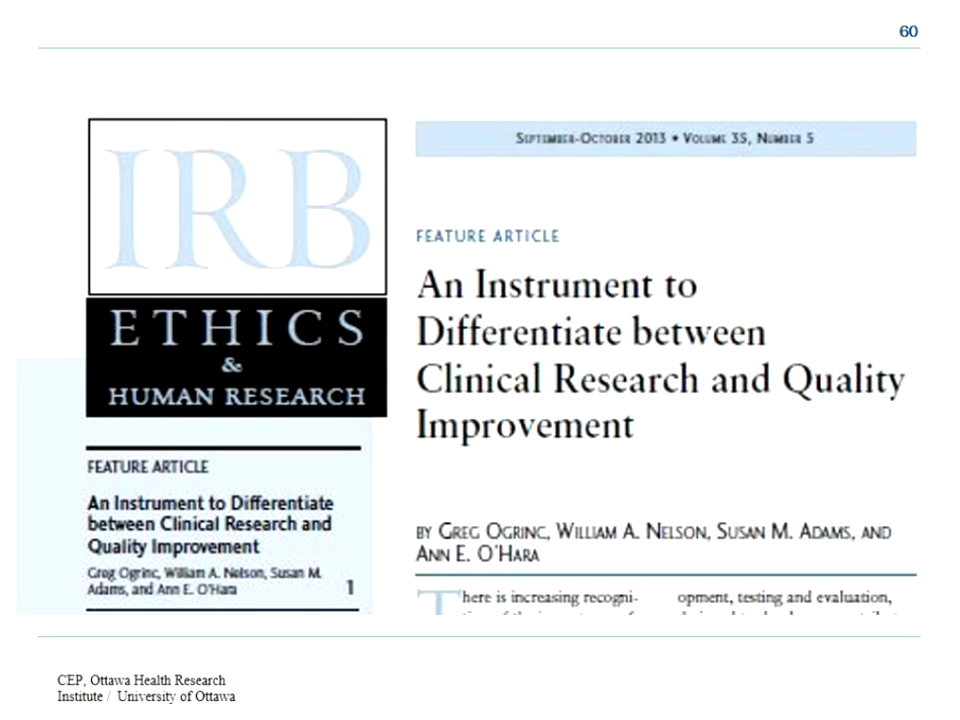 60
IRB
ETHICS
&
HUMAN RESEARCH
FEATURE ARTICLE
An Instrument to Differentiate
between Clinical Research and
Quality Improvement
Greg Ogrinc, William A. Nelson, Susan M.
Adams, and Ann E. O'Hara 1
SEPTEMBER-OCTOBER 2013 • VOLUME 35, NUMBER 5
FEATURE ARTICLE
An Instrument to
Differentiate between
Clinical Research and Quality
Improvement
BY GREG OGRINC, WILLIAM A. NELSON, SUSAN M. ADAMS, AND
ANN E. O'HARA
There is increasing recogni-
opment, testing and evaluation,
CEP, Ottawa Health Research
Institute / University of Ottawa